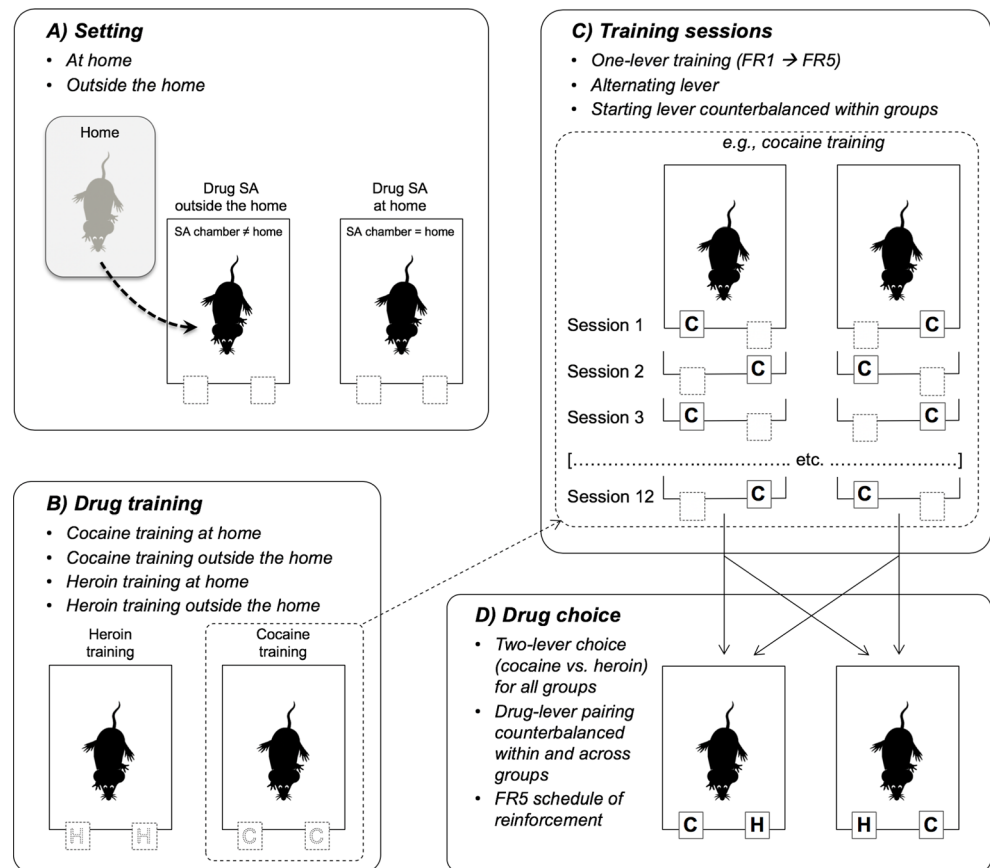 A) Setting
• At home
• Outside the home
Home
Drug SA
outside the home
SA chamber ≠ home
Drug SA
at home
SA chamber = home
B) Drug training
• Cocaine training at home
• Cocaine training outside the home
• Heroin training at home
• Heroin training outside the home
Heroin
training
H H
Cocaine
training
C C
C) Training sessions
• One-lever training (FR1 → FR5)
• Alternating lever
• Starting lever counterbalanced within groups
e.g., cocaine training
Session 1 C C
Session 2 C C
Session 3 C C
[……………………………… etc. ……………………………]
Session 12 C C
D) Drug choice
• Two-lever choice
(cocaine vs. heroin)
for all groups
• Drug-lever pairing
counterbalanced
within and across
groups
• FR5 schedule of
reinforcement
C H H C